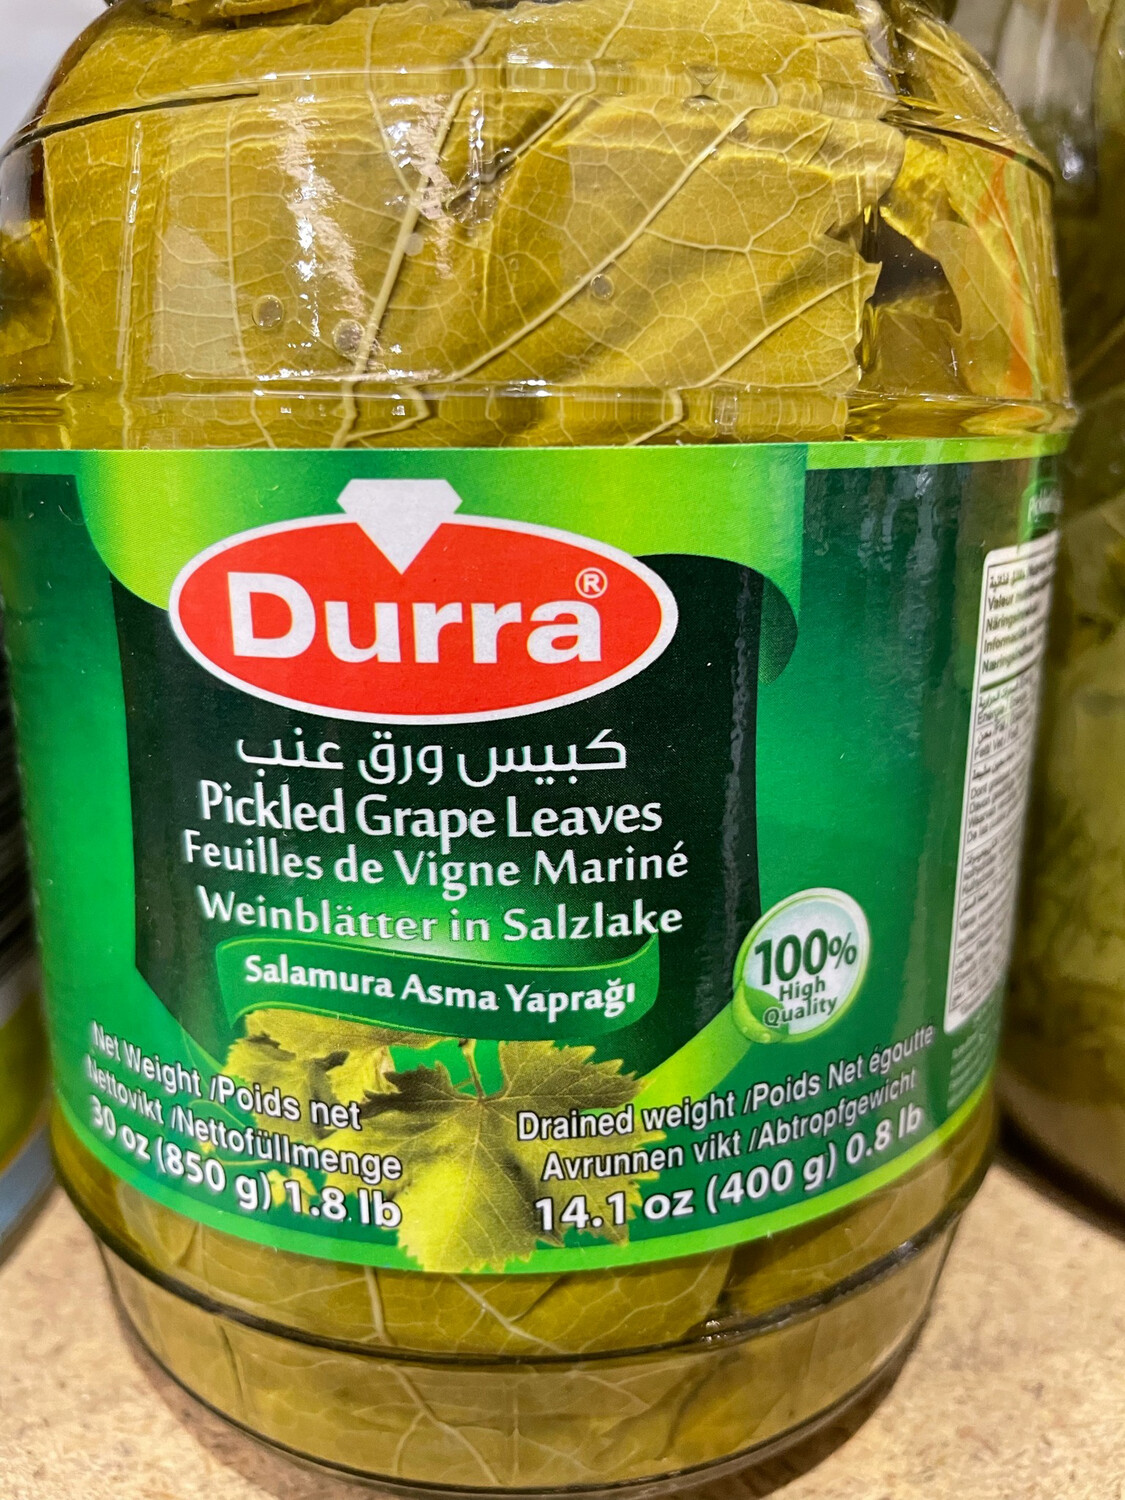 Durra®
كبيس ورق عنب
Pickled Grape Leaves
Feuilles de Vigne Mariné
Weinblätter in Salzlake
Salamura Asma Yaprağı
100%
High
Quality
Net Weight /Poids net
Nettovikt /Nettofüllmenge
30 oz (850 g) 1.8 lb
Drained weight /Poids Net égoutte
Avrunnen vikt /Abtropfgewicht
14.1 oz (400 g) 0.8 lb
Valeur